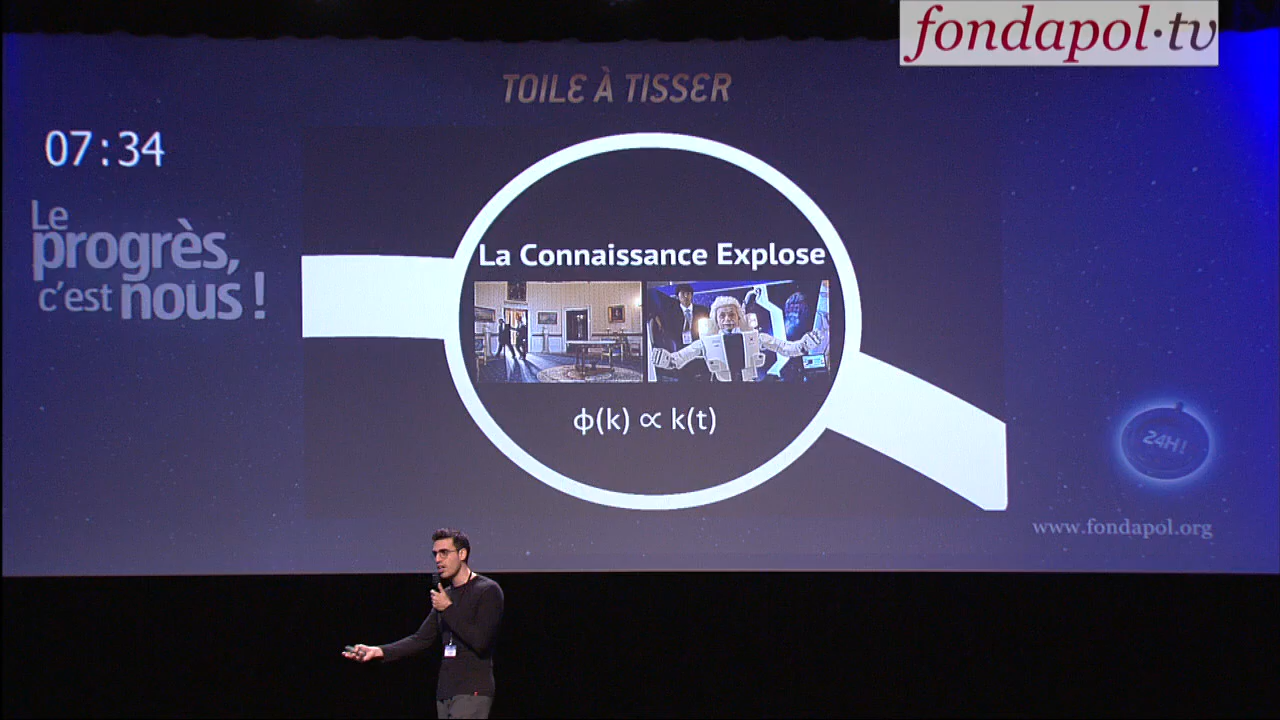 fondapol·tv
TOILE À TISSER
07:34
Le
progrès,
c'est nous !
La Connaissance Explose
ϕ(k) ∝ k(t)
24H!
www.fondapol.org